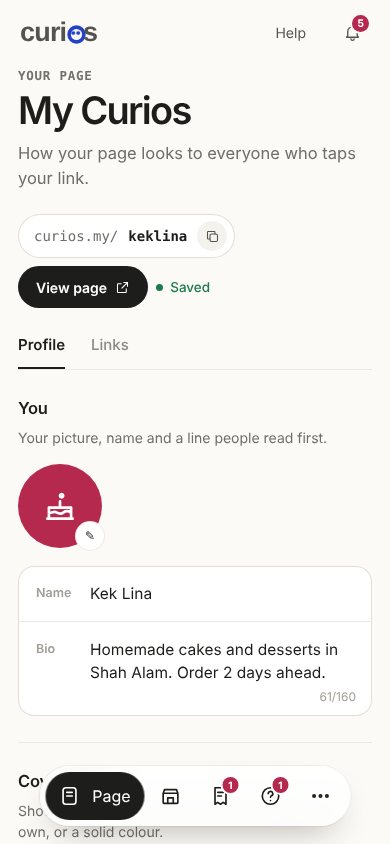 curios
Help
5
YOUR PAGE
My Curios
How your page looks to everyone who taps
your link.
curios.my/ keklina
View page
Saved
Profile
Links
You
Your picture, name and a line people read first.
Name
Kek Lina
Bio
Homemade cakes and desserts in
Shah Alam. Order 2 days ahead.
61/160
Page
1
1
own, or a solid colour.